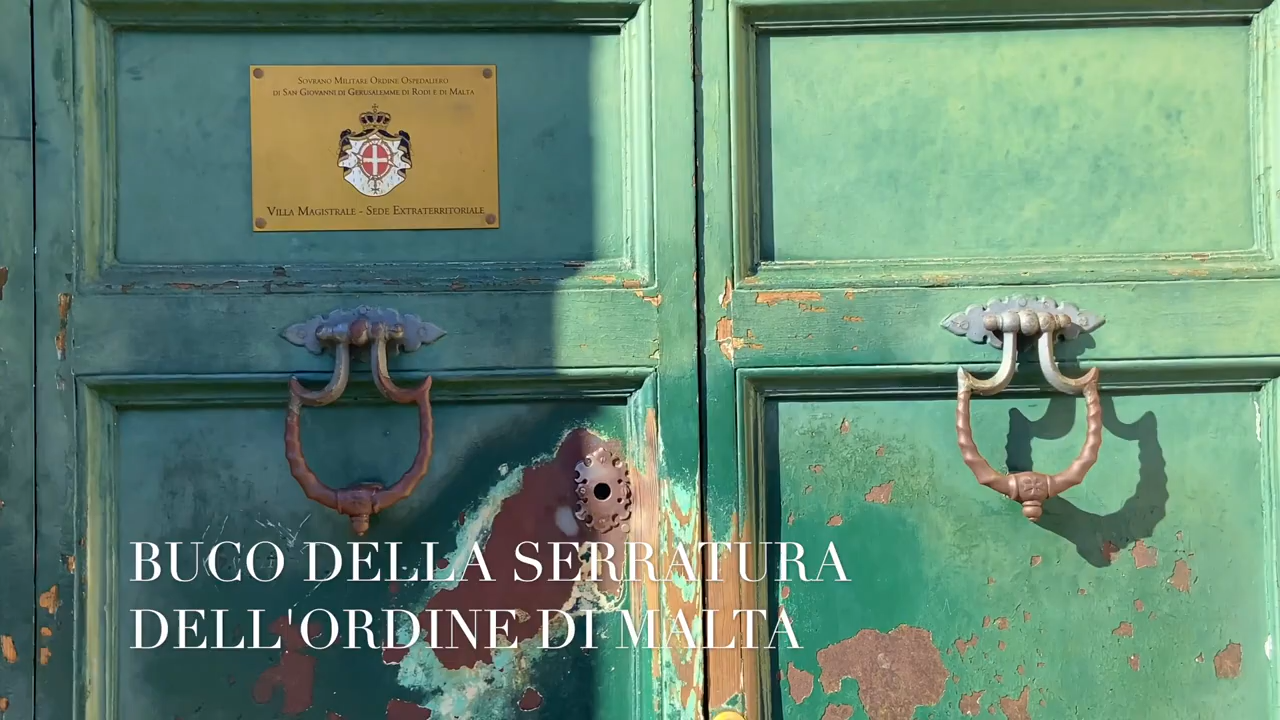 Sovrano Militare Ordine Ospedaliero
di San Giovanni di Gerusalemme di Rodi e di Malta
Villa Magistrale - Sede Extraterritoriale
BUCO DELLA SERRATURA
DELL'ORDINE DI MALTA